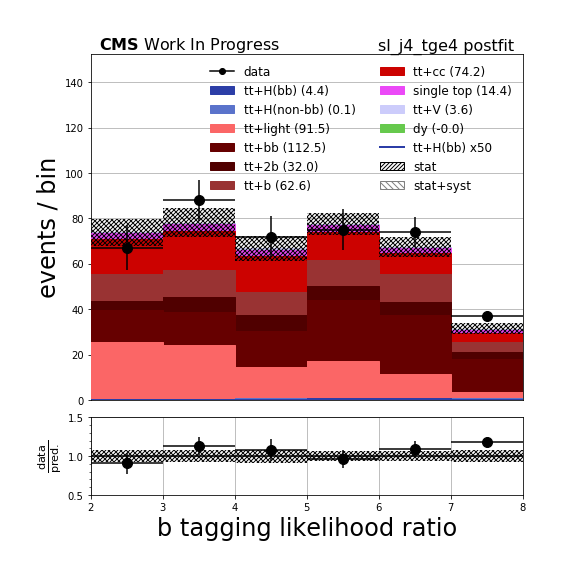 CMS Work In Progress
sl_j4_tge4 postfit
140
120
100
80
60
40
20
0
events / bin
data
tt+H(bb) (4.4)
tt+H(non-bb) (0.1)
tt+light (91.5)
tt+bb (112.5)
tt+2b (32.0)
tt+b (62.6)
tt+cc (74.2)
single top (14.4)
tt+V (3.6)
dy (-0.0)
tt+H(bb) x50
stat
stat+syst
1.5
1.0
0.5
data
pred.
2 3 4 5 6 7 8
b tagging likelihood ratio